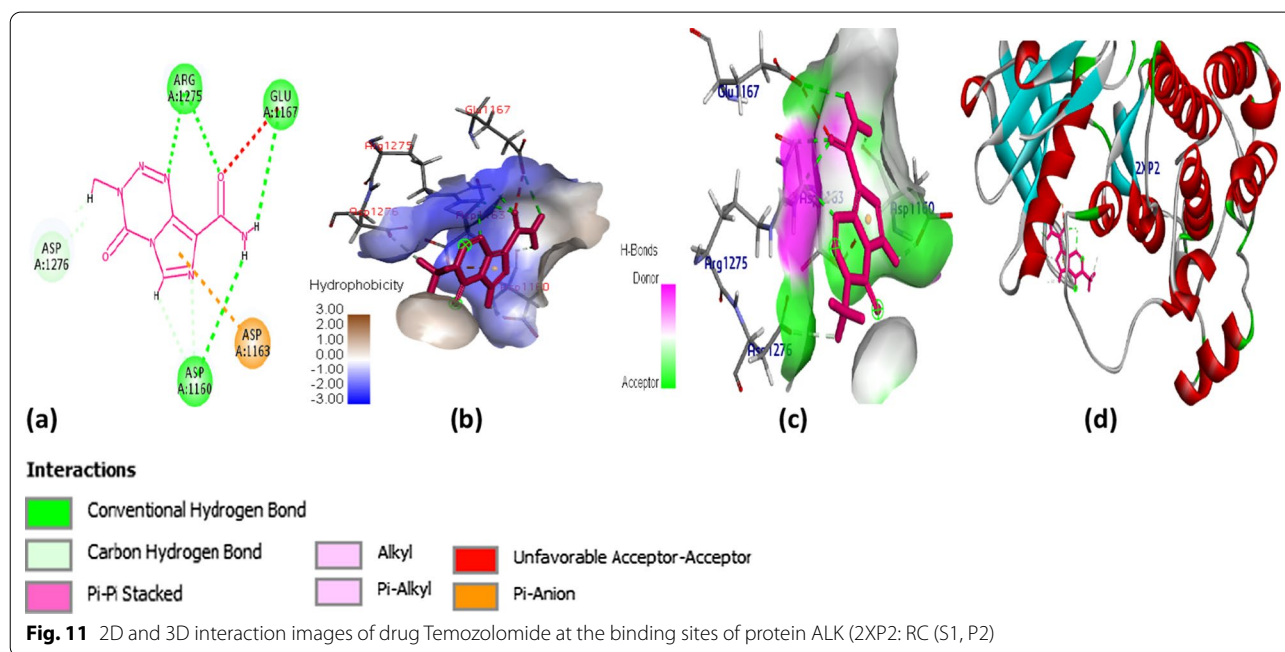 ARG
A:1275
GLU
A:1167
N
N
N
N
N
N
O
O
H
H
H
H
ASP
A:1276
ASP
A:1163
ASP
A:1160
(a)
Glu1167
Arg1275
Asp1276
Asp1160
Hydrophobicity
3.00
2.00
1.00
0.00
-1.00
-2.00
-3.00
(b)
Glu1167
Asp1160
Arg1275
Asp1276
H-Bonds
Donor
Acceptor
(c)
2XP2
(d)
Interactions
Conventional Hydrogen Bond
Carbon Hydrogen Bond
Pi-Pi Stacked
Alkyl
Pi-Alkyl
Unfavorable Acceptor-Acceptor
Pi-Anion
Fig. 11 2D and 3D interaction images of drug Temozolomide at the binding sites of protein ALK (2XP2: RC (S1, P2)